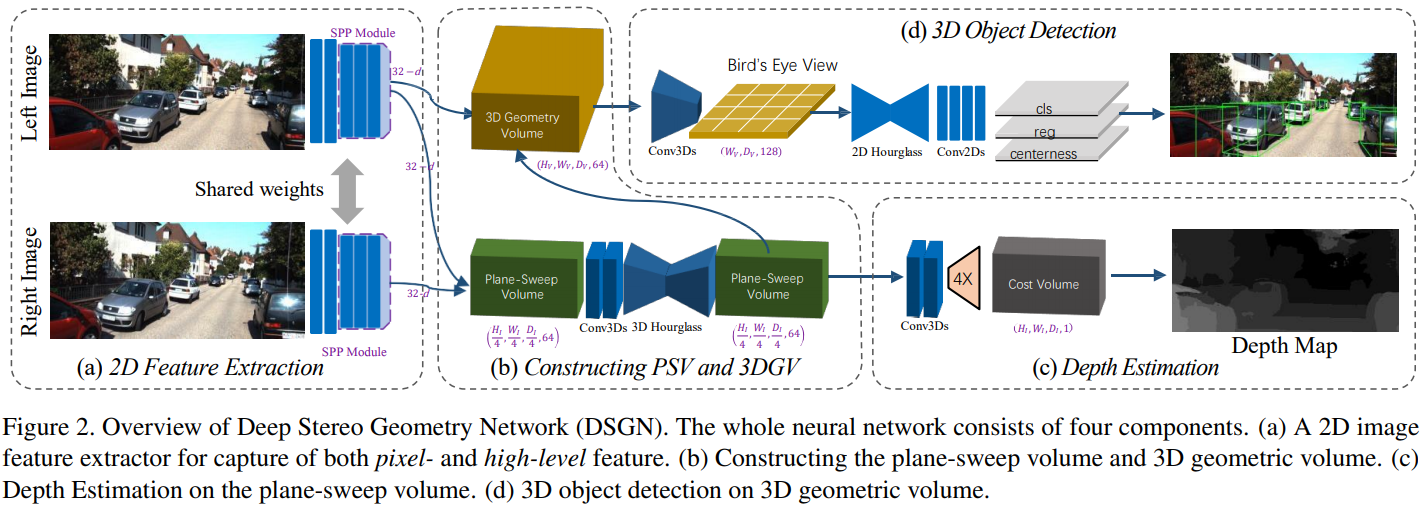 Left Image
SPP Module
32 − d
32 − d
Shared weights
Right Image
32-d
SPP Module
(a) 2D Feature Extraction
3D Geometry
Volume
(H_V, W_V, D_V, 64)
Plane-Sweep
Volume
(H_I/4, W_I/4, D_I/4, 64)
Conv3Ds
3D Hourglass
Plane-Sweep
Volume
(H_I/4, W_I/4, D_I/4, 64)
(b) Constructing PSV and 3DGV
(d) 3D Object Detection
Bird's Eye View
Conv3Ds
(W_V, D_V, 128)
2D Hourglass
Conv2Ds
cls
reg
centerness
Conv3Ds
4X
Cost Volume
(H_I, W_I, D_I, 1)
Depth Map
(c) Depth Estimation
Figure 2. Overview of Deep Stereo Geometry Network (DSGN). The whole neural network consists of four components. (a) A 2D image
feature extractor for capture of both pixel- and high-level feature. (b) Constructing the plane-sweep volume and 3D geometric volume. (c)
Depth Estimation on the plane-sweep volume. (d) 3D object detection on 3D geometric volume.